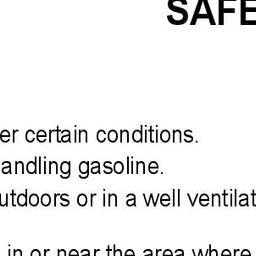 SAFE
er certain conditions.
andling gasoline.
utdoors, or in a well ventilat
in or near the area where